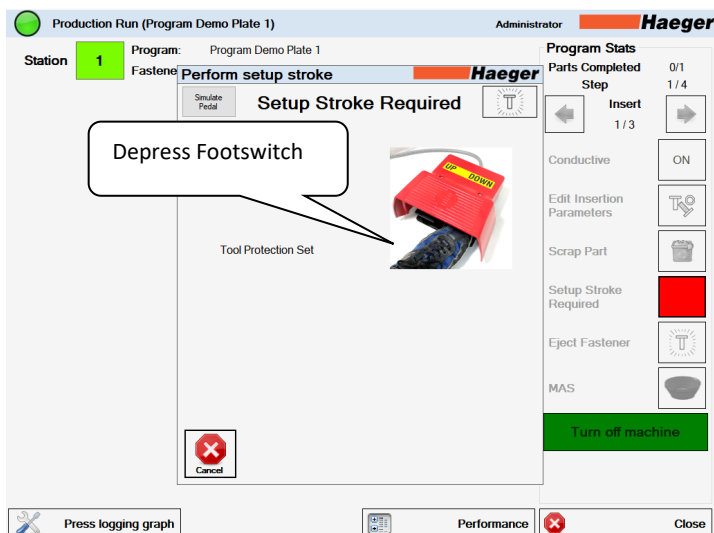 Production Run (Program Demo Plate 1)
Administrator
Haeger
Station
1
Program:
Program Demo Plate 1
Fastene
Perform setup stroke
Haeger
Simulate
Pedal
Setup Stroke Required
T
Depress Footswitch
UP
DOWN
Tool Protection Set
Cancel
Program Stats
Parts Completed
0/1
Step
1 / 4
Insert
1 / 3
Conductive
ON
Edit Insertion
Parameters
Scrap Part
Setup Stroke
Required
Eject Fastener
T
MAS
Turn off machine
Press logging graph
Performance
Close